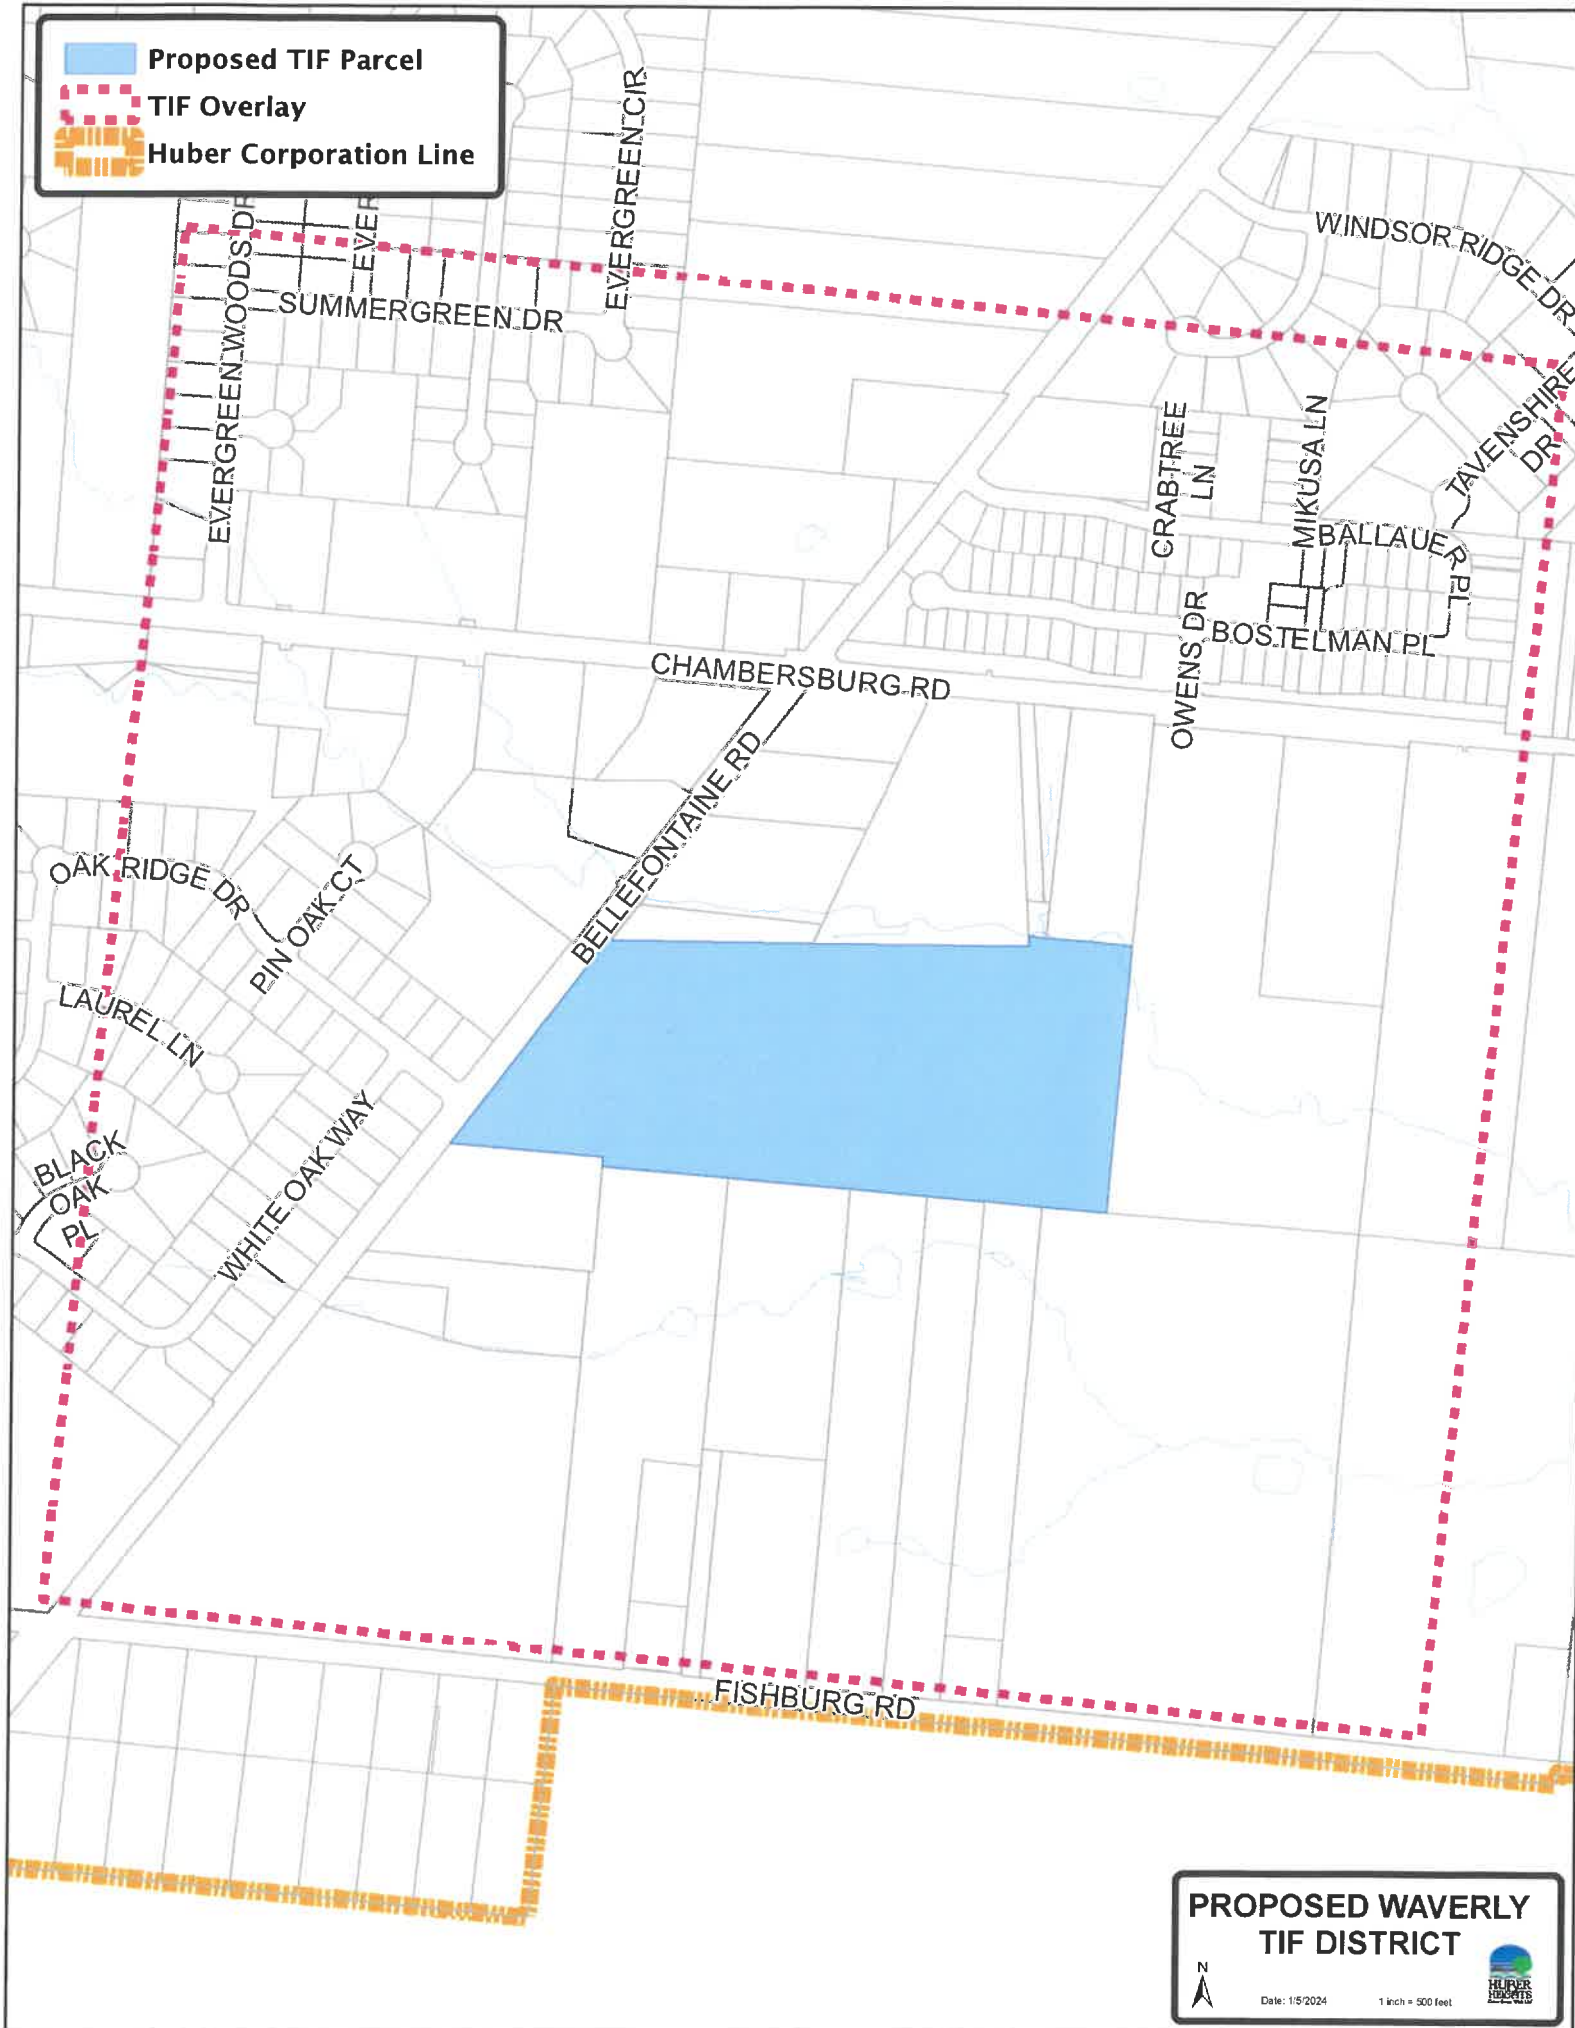 Proposed TIF Parcel
TIF Overlay
Huber Corporation Line
EVERGREEN CIR
EVER
EVERGREEN WOODS DR
SUMMERGREEN DR
WINDSOR RIDGE DR
TAVENSHIRE
DR
CRABTREE
LN
MIKUSA LN
BALLAUER PL
BOSTELMAN PL
OWENS DR
CHAMBERSBURG RD
BELLEFONTAINE RD
OAK RIDGE DR
PIN OAK CT
LAUREL LN
WHITE OAK WAY
BLACK
OAK
PL
FISHBURG RD
PROPOSED WAVERLY
TIF DISTRICT
N
Date: 1/5/2024
1 inch = 500 feet
HUBER
HEIGHTS